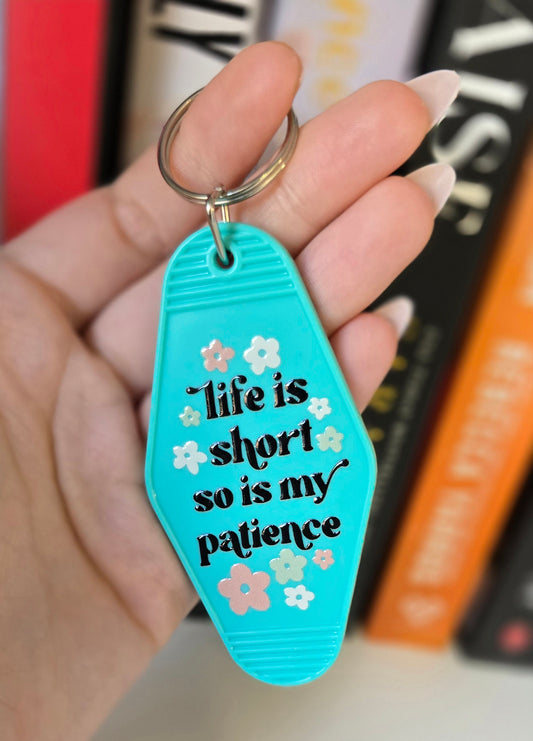 life is
short
so is my
patience